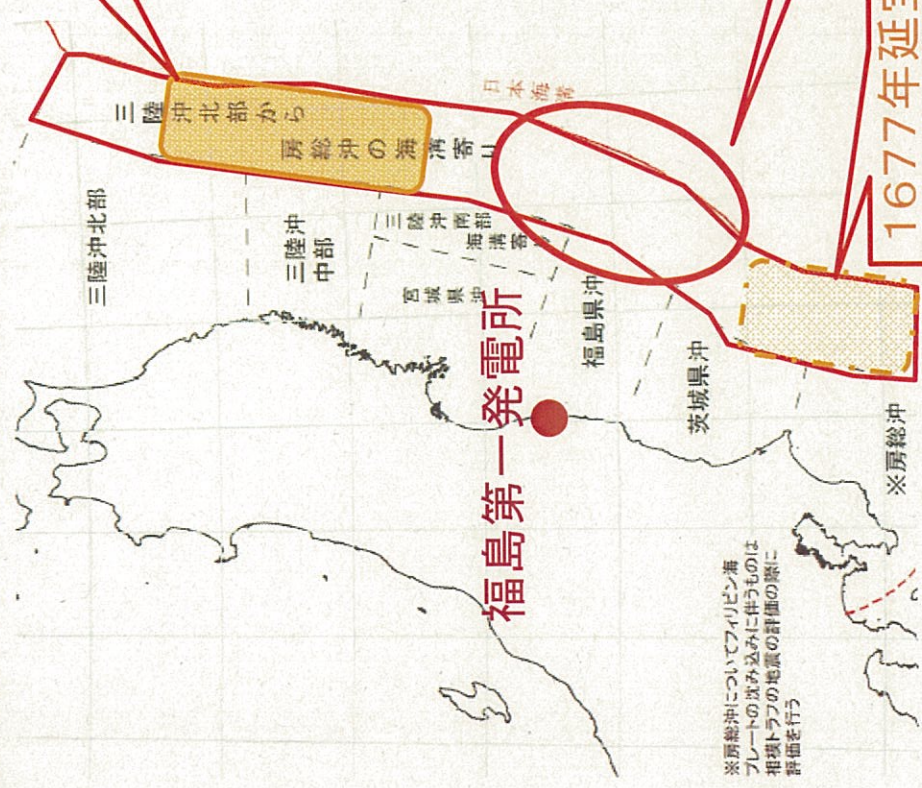 三陸沖北部から
房総沖の海溝寄り
日本海溝
三陸沖北部
三陸沖
中部
三陸沖南部
海溝寄り
宮城県沖
福島県沖
茨城県沖
※房総沖
福島第一発電所
1677年延宝
※房総沖についてフィリピン海
プレートの沈み込みに伴うものは
相模トラフの地震の評価の際に
評価を行う